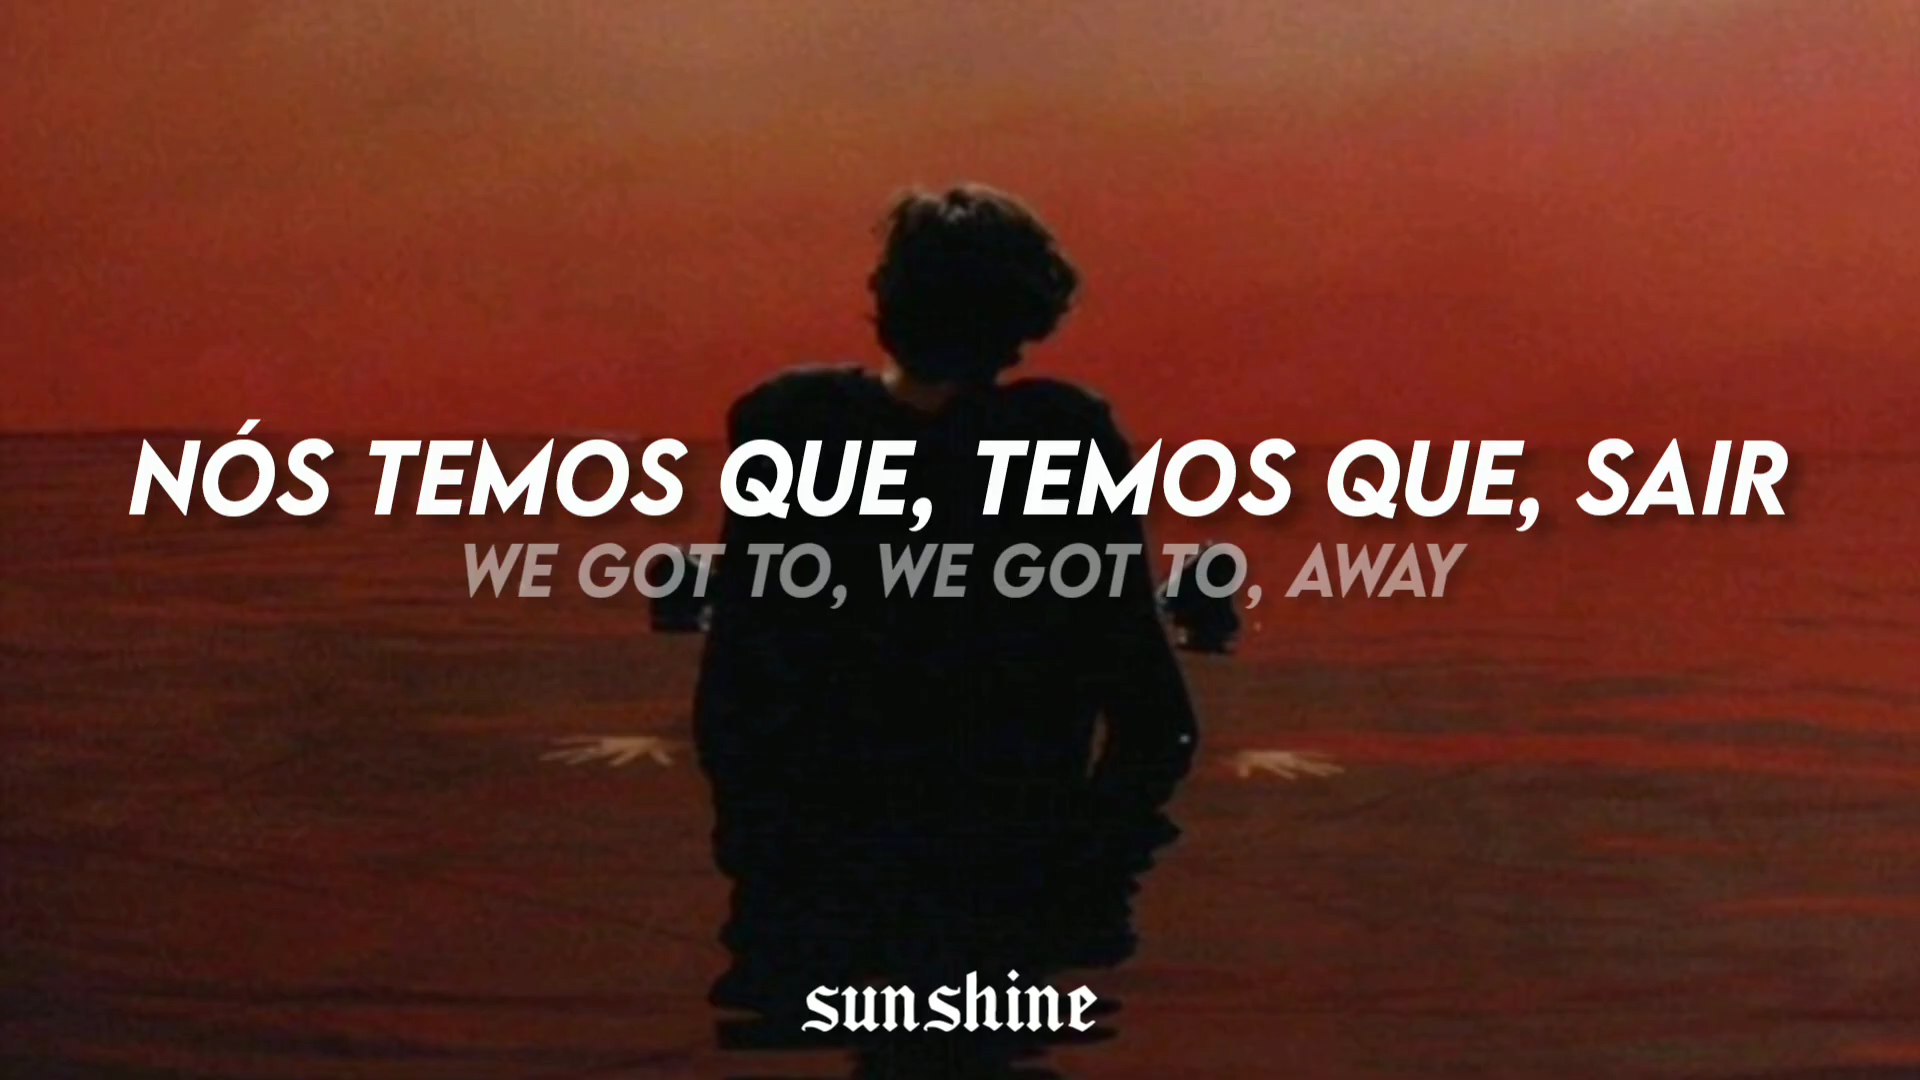 NÓS TEMOS QUE, TEMOS QUE, SAIR
WE GOT TO, WE GOT TO, AWAY
sunshine